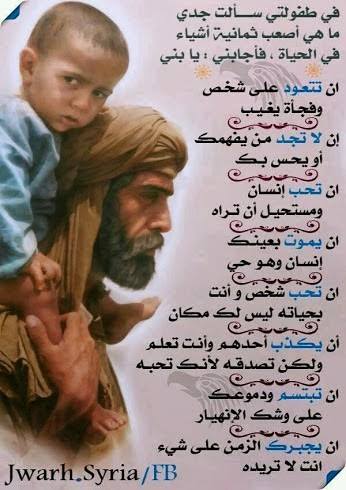 في طفولتي سـألت جدي
ما هي أصعب ثمانية أشياء
في الحياة ، فأجابني : يا بني
ان تتعود على شخص
وفجأة يغيب
إن لا تجد من يفهمك
أو يحس بك
ان تحب إنسان
ومستحيل أن تراه
ان يموت بعينك
إنسان وهو حي
ان تحب شخص و أنت
بحياته ليس لك مكان
أن يكذب أحدهم وأنت تعلم
ولكن تصدقه لأنك تحبه
ان تبتسم ودموعك
على وشك الانهيار
ان يجبرك الزمن على شيء
انت لا تريده
Jwarh.Syria/FB